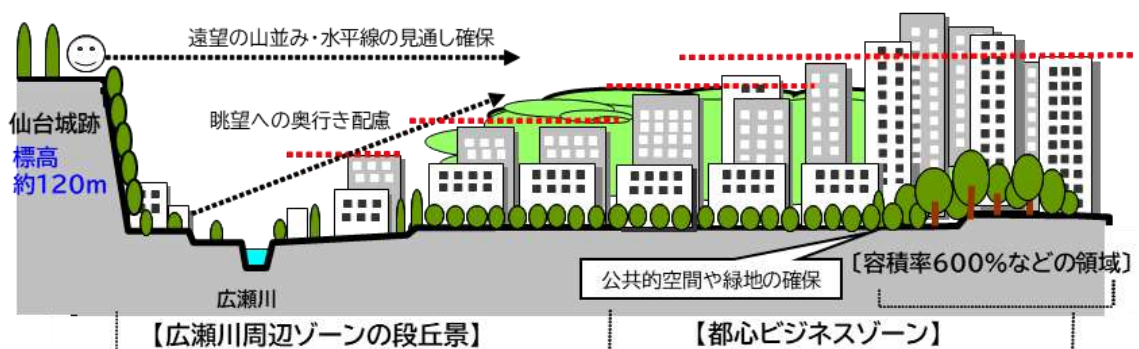 遠望の山並み・水平線の見通し確保
仙台城跡
標高
約120m
眺望への奥行き配慮
広瀬川
公共的空間や緑地の確保
〔容積率600%などの領域〕
【広瀬川周辺ゾーンの段丘景】
【都心ビジネスゾーン】